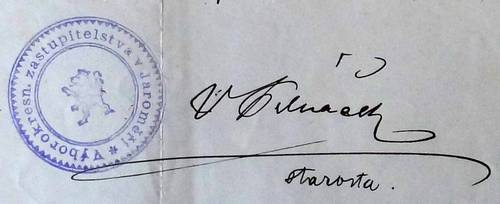 Výbor okresn. zastupitelstva v Jaroměři *
starosta.